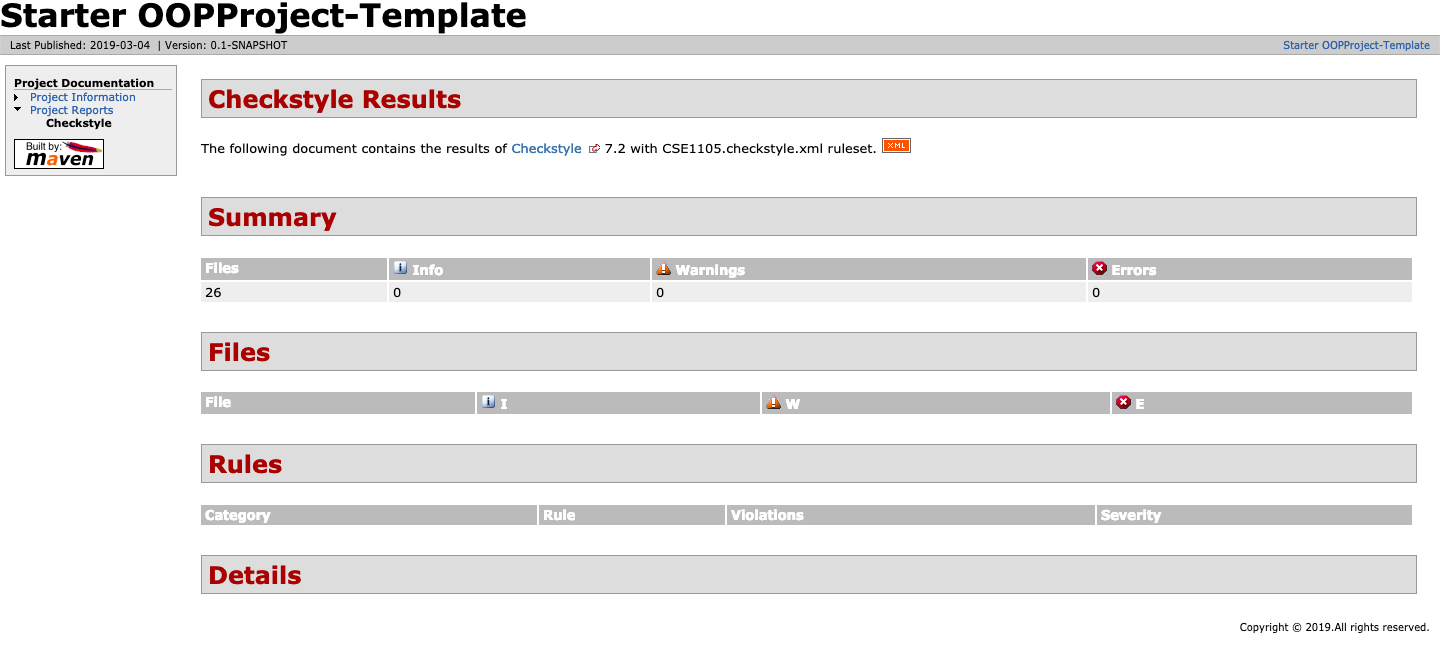 Starter OOPProject-Template
Last Published: 2019-03-04 | Version: 0.1-SNAPSHOT
Starter OOPProject-Template
Project Documentation
Project Information
Project Reports
Checkstyle
Built by:
maven
Checkstyle Results
The following document contains the results of Checkstyle 7.2 with CSE1105.checkstyle.xml ruleset. XML
Summary
Files Info Warnings Errors
26 0 0 0
Files
File I W E
Rules
Category Rule Violations Severity
Details
Copyright © 2019.All rights reserved.